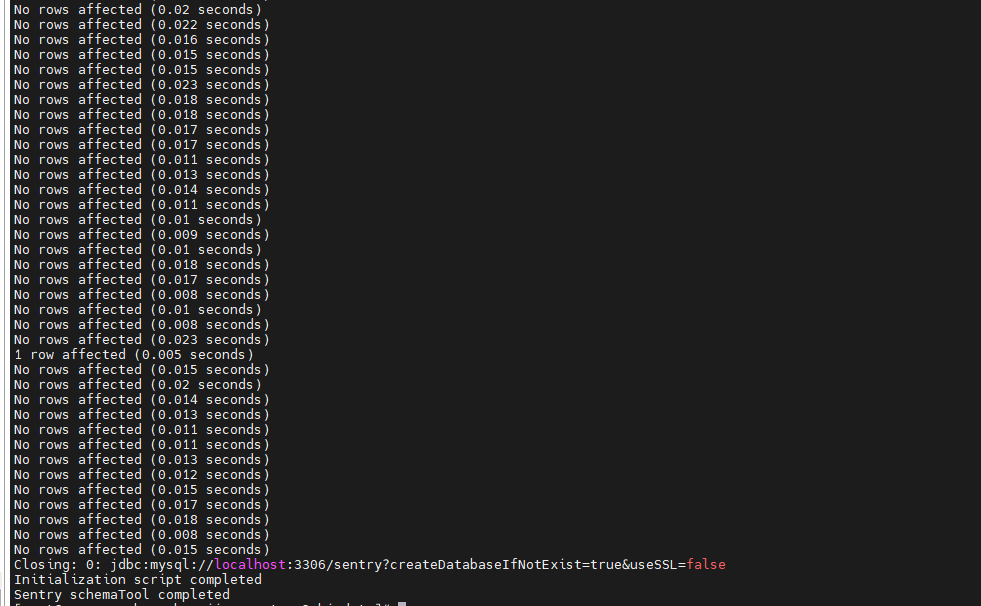 No rows affected (0.02 seconds)
No rows affected (0.022 seconds)
No rows affected (0.016 seconds)
No rows affected (0.015 seconds)
No rows affected (0.015 seconds)
No rows affected (0.023 seconds)
No rows affected (0.018 seconds)
No rows affected (0.018 seconds)
No rows affected (0.017 seconds)
No rows affected (0.017 seconds)
No rows affected (0.011 seconds)
No rows affected (0.013 seconds)
No rows affected (0.014 seconds)
No rows affected (0.011 seconds)
No rows affected (0.01 seconds)
No rows affected (0.009 seconds)
No rows affected (0.01 seconds)
No rows affected (0.018 seconds)
No rows affected (0.017 seconds)
No rows affected (0.008 seconds)
No rows affected (0.01 seconds)
No rows affected (0.008 seconds)
No rows affected (0.023 seconds)
1 row affected (0.005 seconds)
No rows affected (0.015 seconds)
No rows affected (0.02 seconds)
No rows affected (0.014 seconds)
No rows affected (0.013 seconds)
No rows affected (0.011 seconds)
No rows affected (0.011 seconds)
No rows affected (0.013 seconds)
No rows affected (0.012 seconds)
No rows affected (0.015 seconds)
No rows affected (0.017 seconds)
No rows affected (0.018 seconds)
No rows affected (0.008 seconds)
No rows affected (0.015 seconds)
Closing: 0: jdbc:mysql://localhost:3306/sentry?createDatabaseIfNotExist=true&useSSL=false
Initialization script completed
Sentry schemaTool completed